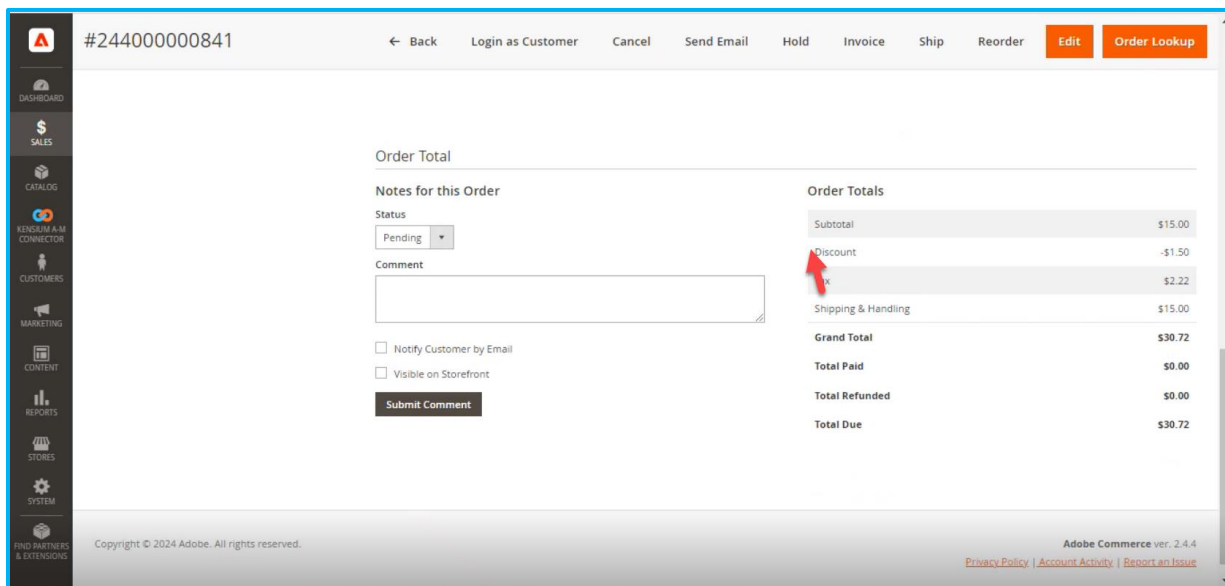 #244000000841
← Back Login as Customer Cancel Send Email Hold Invoice Ship Reorder Edit Order Lookup
DASHBOARD
SALES
CATALOG
KENSIUM A-M
CONNECTOR
CUSTOMERS
MARKETING
CONTENT
REPORTS
STORES
SYSTEM
FIND PARTNERS
& EXTENSIONS
Order Total
Notes for this Order
Status
Pending
Comment
Notify Customer by Email
Visible on Storefront
Submit Comment
Order Totals
Subtotal $15.00
Discount -$1.50
$2.22
Shipping & Handling $15.00
Grand Total $30.72
Total Paid $0.00
Total Refunded $0.00
Total Due $30.72
Copyright © 2024 Adobe. All rights reserved.
Adobe Commerce ver. 2.4.4
Privacy Policy | Account Activity | Report an Issue